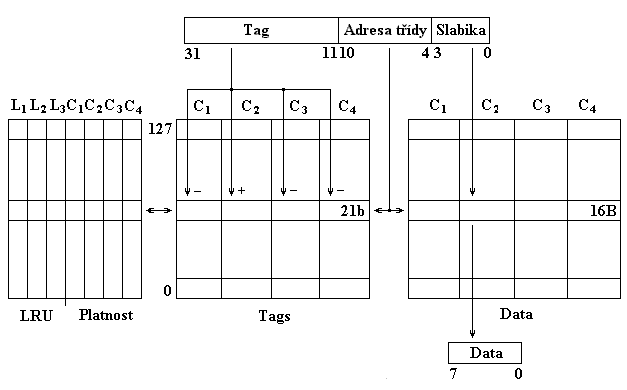 Tag Adresa třídy Slabika
31 11 10 4 3 0
L1 L2 L3 C1 C2 C3 C4 C1 C2 C3 C4 C1 C2 C3 C4
127
– + – –
21b 16B
0
LRU Platnost Tags Data
Data
7 0